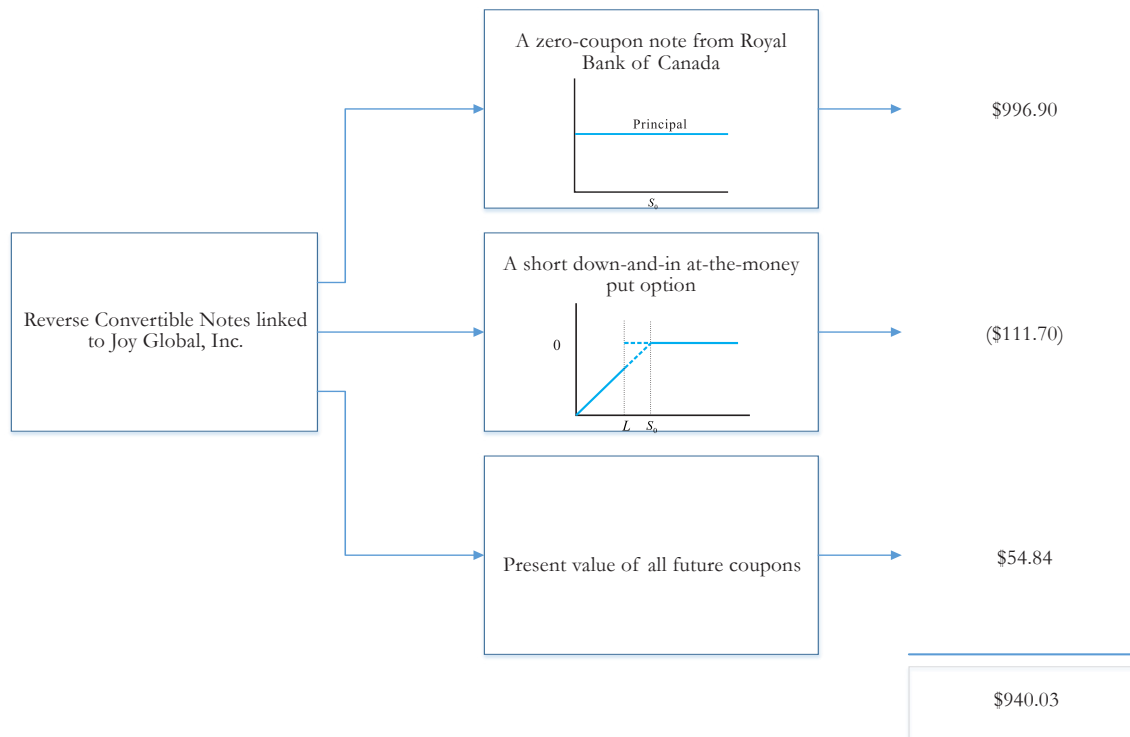 A zero-coupon note from Royal
Bank of Canada
Principal
S₀
$996.90
Reverse Convertible Notes linked
to Joy Global, Inc.
A short down-and-in at-the-money
put option
0
L S₀
($111.70)
Present value of all future coupons
$54.84
$940.03